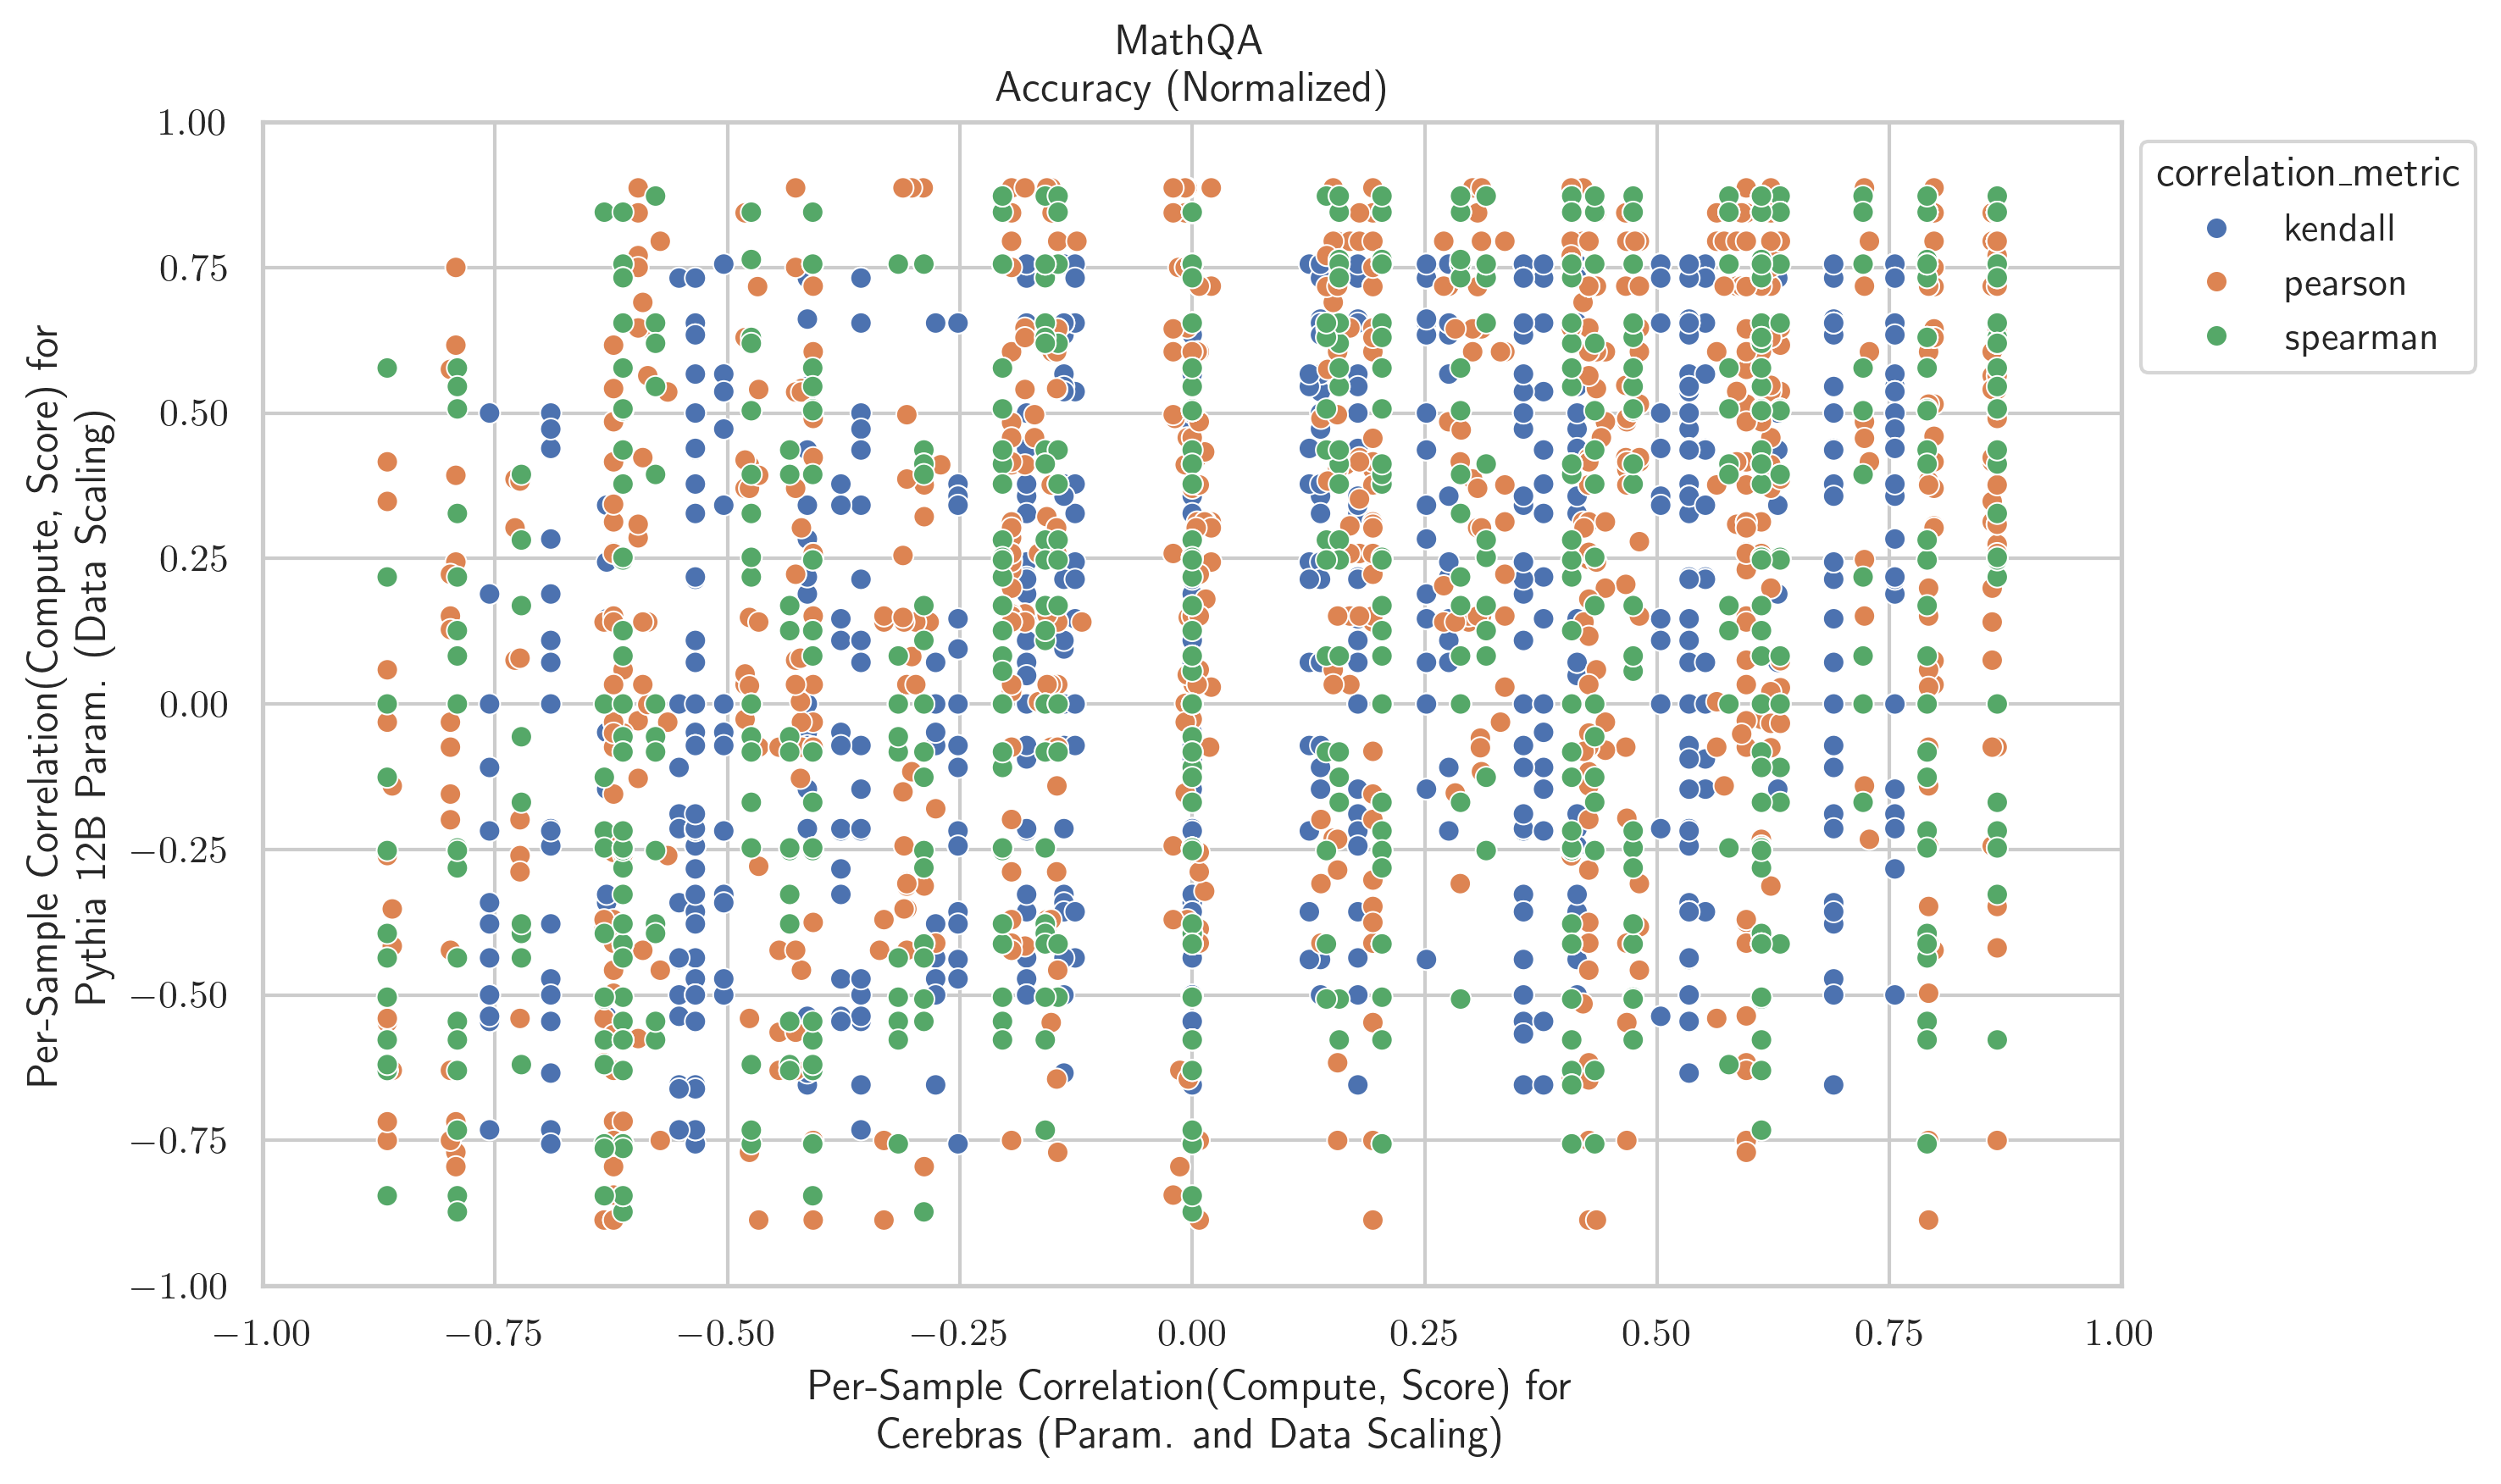 MathQA
Accuracy (Normalized)
Per-Sample Correlation(Compute, Score) for
Pythia 12B Param. (Data Scaling)
1.00
0.75
0.50
0.25
0.00
−0.25
−0.50
−0.75
−1.00
−1.00
−0.75
−0.50
−0.25
0.00
0.25
0.50
0.75
1.00
Per-Sample Correlation(Compute, Score) for
Cerebras (Param. and Data Scaling)
correlation_metric
kendall
pearson
spearman